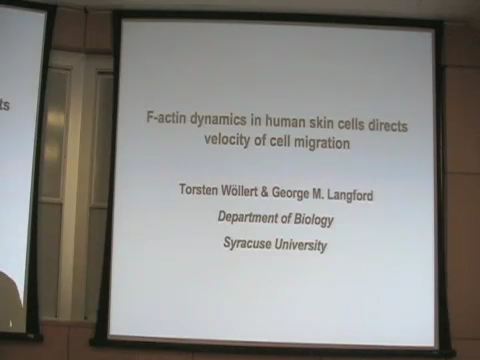 ts
F-actin dynamics in human skin cells directs
velocity of cell migration
Torsten Wöllert & George M. Langford
Department of Biology
Syracuse University